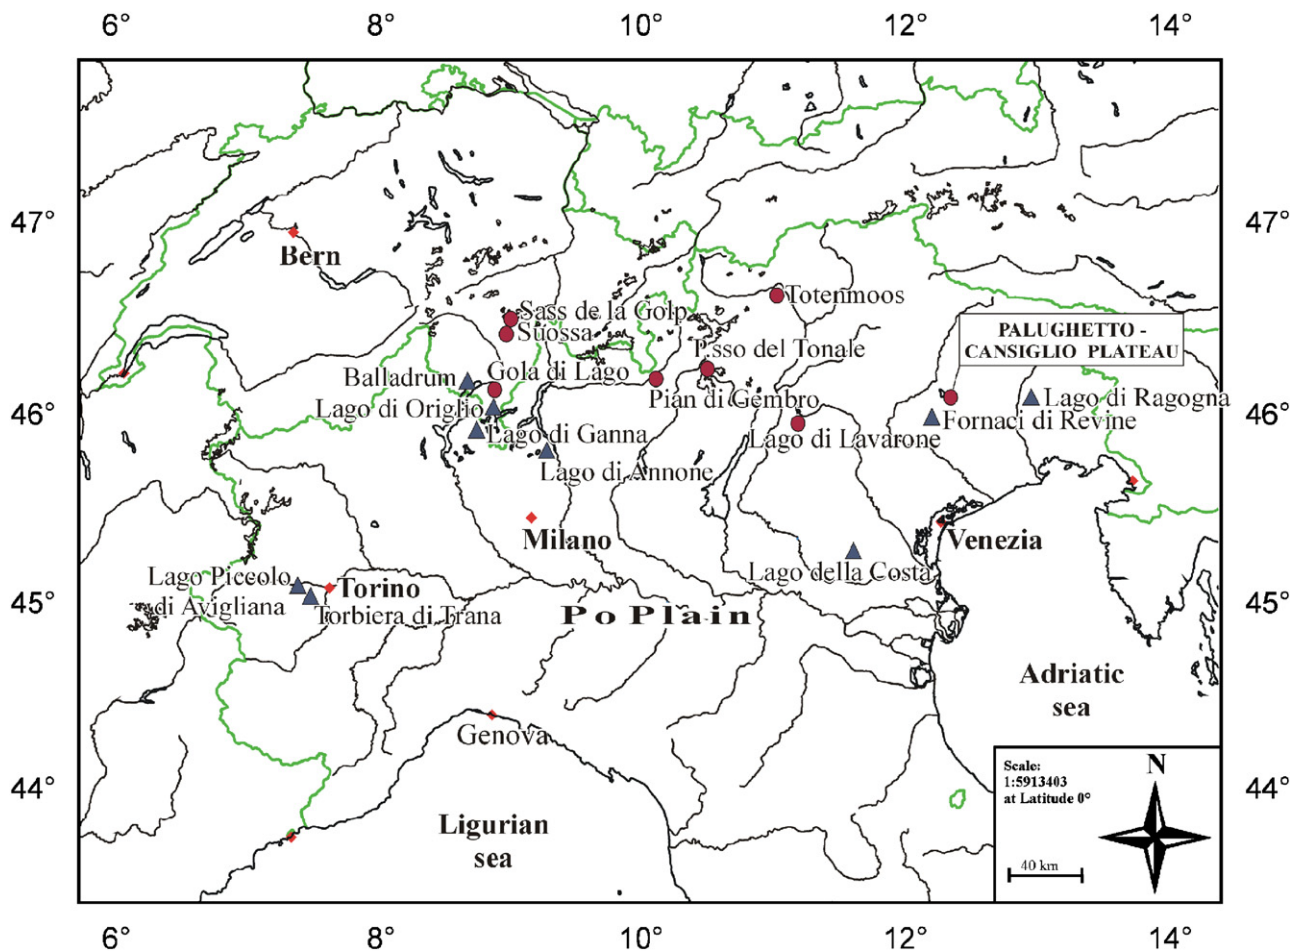 6° 8° 10° 12° 14°
47° 47°
Bern
Totenmoos
Sass de la Golp
Suossa
PALUGHETTO -
CANSIGLIO PLATEAU
P.sso del Tonale
Balladrum
Gola di Lago
Pian di Gembro
Lago di Ragogna
46° 46°
Lago di Origlio
Fornaci di Revine
Lago di Ganna
Lago di Lavarone
Lago di Annone
Milano
Venezia
Lago della Costa
Lago Piccolo
di Avigliana
Torino
45° 45°
Torbiera di Trana
Po Plain
Adriatic
sea
Genova
44° 44°
Scale:
1:5913403
at Latitude 0°
N
Ligurian
sea
40 km
6° 8° 10° 12° 14°